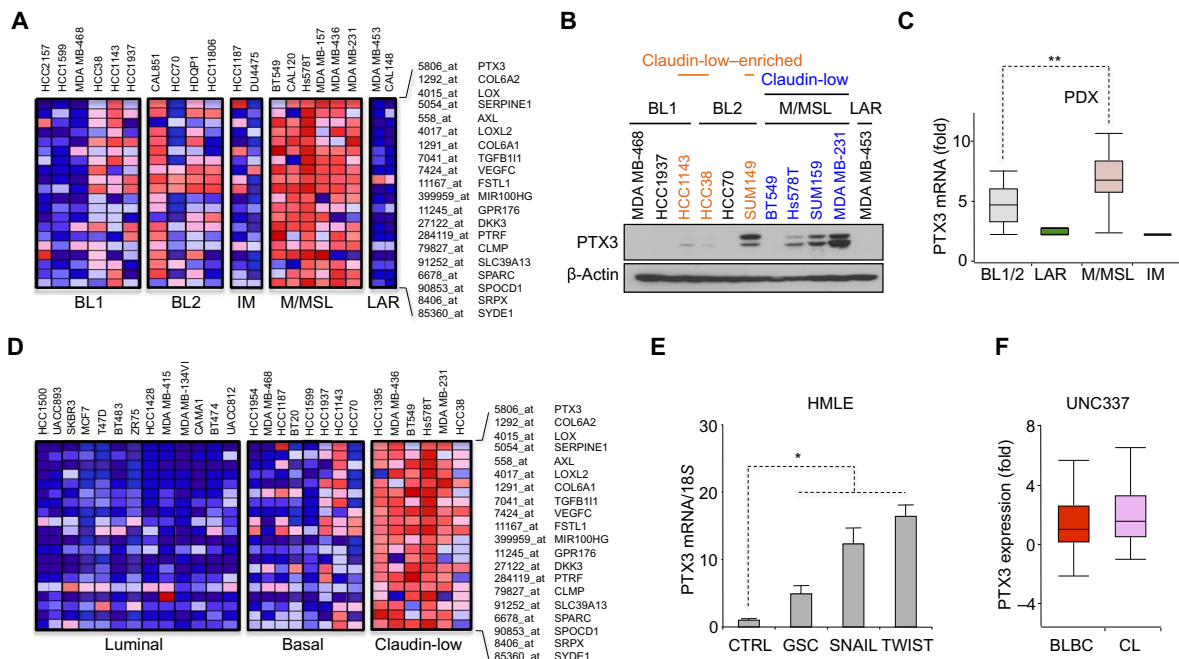 A
HCC2157
HCC1599
MDA MB-468
HCC38
HCC1143
HCC1937
CAL851
HCC70
HDQP1
HCC11806
HCC1187
DU4475
BT549
CAL120
Hs578T
MDA MB-157
MDA MB-436
MDA MB-231
MDA MB-453
CAL148
5806_at PTX3
1292_at COL6A2
4015_at LOX
5054_at SERPINE1
558_at AXL
4017_at LOXL2
1291_at COL6A1
7041_at TGFB1I1
7424_at VEGFC
11167_at FSTL1
399959_at MIR100HG
11245_at GPR176
27122_at DKK3
284119_at PTRF
79827_at CLMP
91252_at SLC39A13
6678_at SPARC
90853_at SPOCD1
8406_at SRPX
85360_at SYDE1
BL1 BL2 IM M/MSL LAR
B
Claudin-low–enriched
Claudin-low
BL1 BL2 M/MSL LAR
MDA MB-468
HCC1937
HCC1143
HCC38
HCC70
SUM149
BT549
Hs578T
SUM159
MDA MB-231
MDA MB-453
PTX3
β-Actin
C
**
PDX
PTX3 mRNA (fold)
10
5
0
BL1/2 LAR M/MSL IM
D
HCC1500
UACC893
SKBR3
MCF7
T47D
BT483
ZR75
HCC1428
MDA MB-415
MDA MB-134VI
CAMA1
BT474
UACC812
HCC1954
MDA MB-468
HCC1187
BT20
HCC1599
HCC1937
HCC1143
HCC70
HCC1395
MDA MB-436
BT549
Hs578T
MDA MB-231
HCC38
5806_at PTX3
1292_at COL6A2
4015_at LOX
5054_at SERPINE1
558_at AXL
4017_at LOXL2
1291_at COL6A1
7041_at TGFB1I1
7424_at VEGFC
11167_at FSTL1
399959_at MIR100HG
11245_at GPR176
27122_at DKK3
284119_at PTRF
79827_at CLMP
91252_at SLC39A13
6678_at SPARC
90853_at SPOCD1
8406_at SRPX
85360_at SYDE1
Luminal Basal Claudin-low
E
HMLE
PTX3 mRNA/18S
30
20
10
0
*
CTRL GSC SNAIL TWIST
F
UNC337
PTX3 expression (fold)
8
4
0
–4
BLBC CL